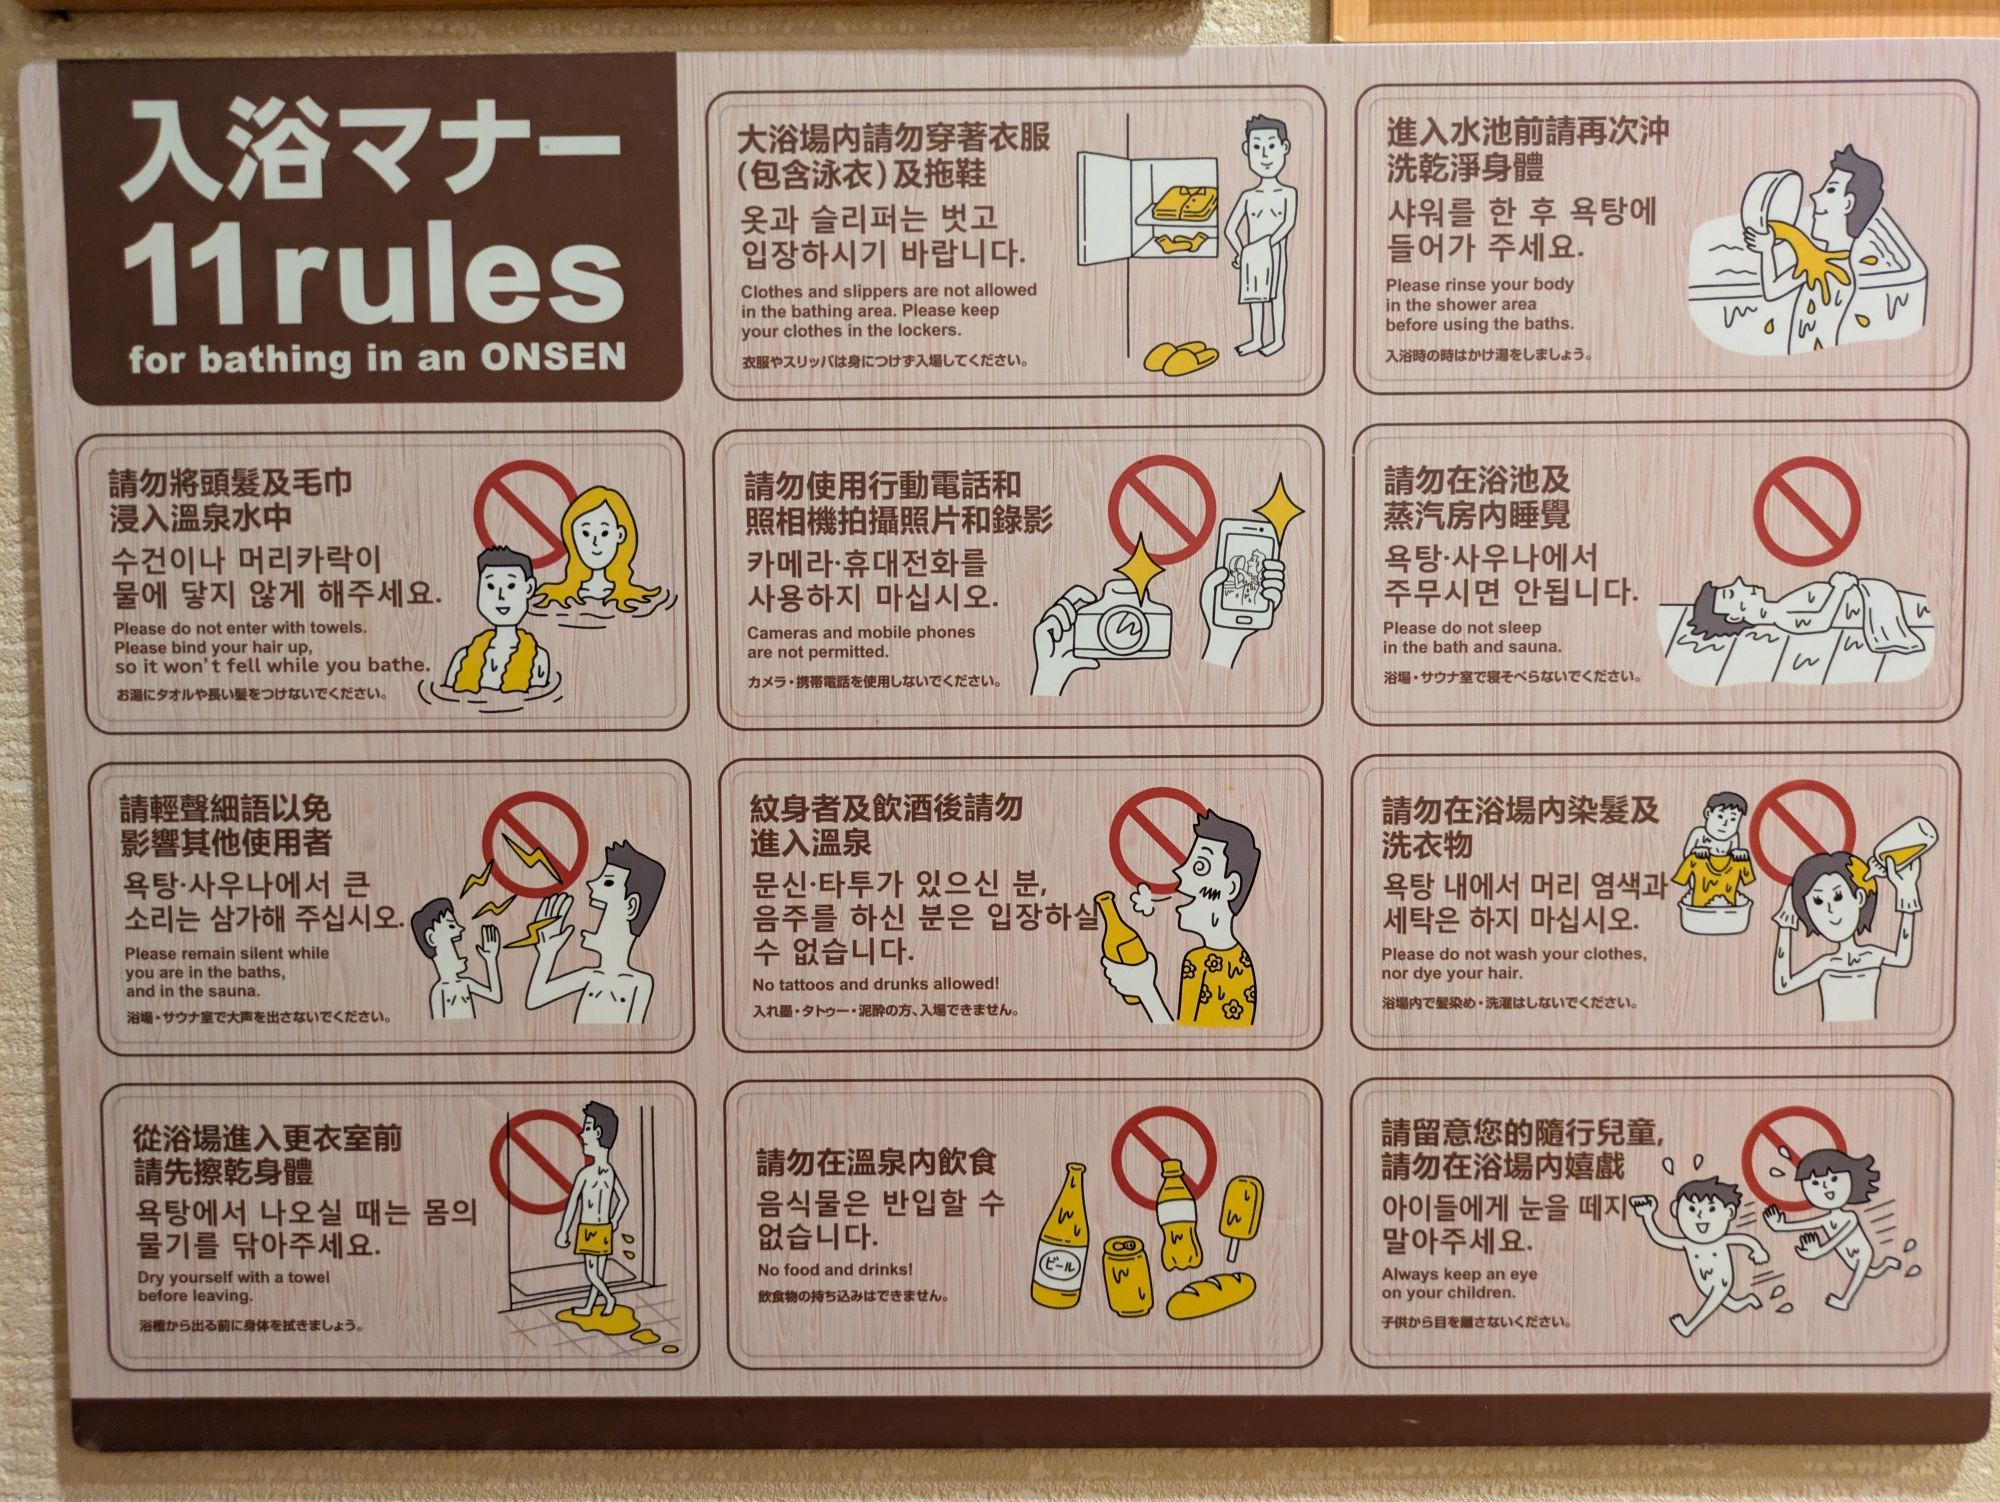 入浴マナー
11 rules
for bathing in an ONSEN
大浴場内請勿穿著衣服
(包含泳衣)及拖鞋
옷과 슬리퍼는 벗고
입장하시기 바랍니다.
Clothes and slippers are not allowed
in the bathing area. Please keep
your clothes in the lockers.
衣服やスリッパは身につけず入場してください。
進入水池前請再次沖
洗乾淨身體
샤워를 한 후 욕탕에
들어가 주세요.
Please rinse your body
in the shower area
before using the baths.
入浴時の時はかけ湯をしましょう。
請勿將頭髮及毛巾
浸入溫泉水中
수건이나 머리카락이
물에 닿지 않게 해주세요.
Please do not enter with towels.
Please bind your hair up,
so it won't fell while you bathe.
お湯にタオルや長い髪をつけないでください。
請勿使用行動電話和
照相機拍攝照片和錄影
카메라·휴대전화를
사용하지 마십시오.
Cameras and mobile phones
are not permitted.
カメラ・携帯電話を使用しないでください。
請勿在浴池及
蒸汽房內睡覺
욕탕·사우나에서
주무시면 안됩니다.
Please do not sleep
in the bath and sauna.
浴場・サウナ室で寝そべらないでください。
請輕聲細語以免
影響其他使用者
욕탕·사우나에서 큰
소리는 삼가해 주십시오.
Please remain silent while
you are in the baths,
and in the sauna.
浴場・サウナ室で大声を出さないでください。
紋身者及飲酒後請勿
進入溫泉
문신·타투가 있으신 분,
음주를 하신 분은 입장하실
수 없습니다.
No tattoos and drunks allowed!
入れ墨・タトゥー・泥酔の方、入場できません。
請勿在浴場內染髮及
洗衣物
욕탕 내에서 머리 염색과
세탁은 하지 마십시오.
Please do not wash your clothes,
nor dye your hair.
浴場内で髪染め・洗濯はしないでください。
從浴場進入更衣室前
請先擦乾身體
욕탕에서 나오실 때는 몸의
물기를 닦아주세요.
Dry yourself with a towel
before leaving.
浴槽から出る前に身体を拭きましょう。
請勿在溫泉內飲食
음식물은 반입할 수
없습니다.
No food and drinks!
飲食物の持ち込みはできません。
ビール
請留意您的隨行兒童,
請勿在浴場內嬉戲
아이들에게 눈을 떼지
말아주세요.
Always keep an eye
on your children.
子供から目を離さないください。